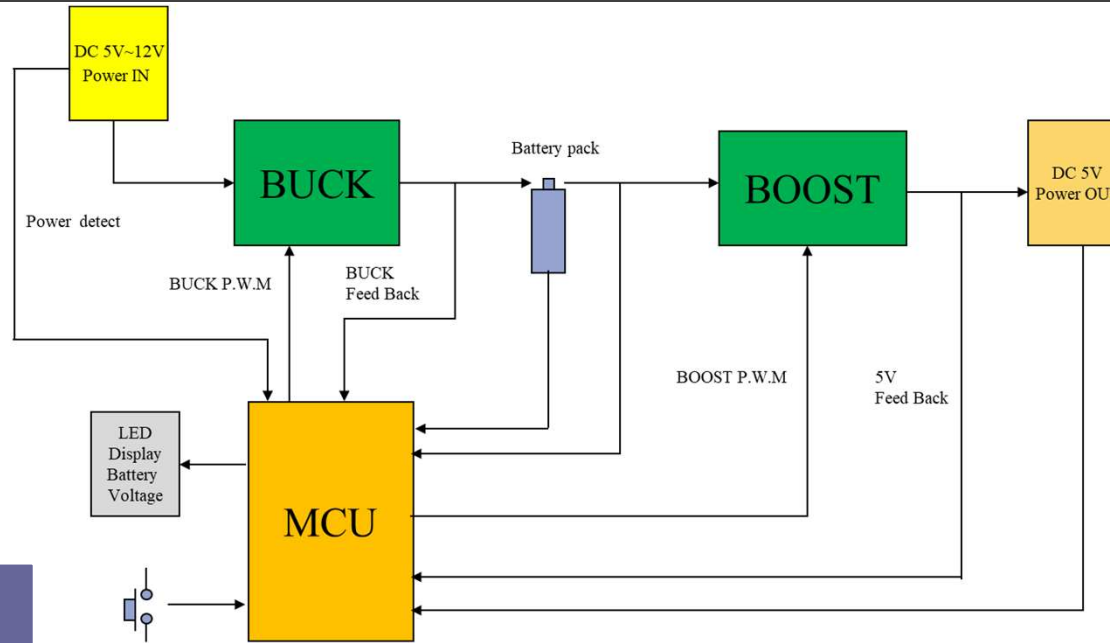 DC 5V~12V
Power IN
BUCK
Battery pack
BOOST
DC 5V
Power OU
Power detect
BUCK P.W.M
BUCK
Feed Back
BOOST P.W.M
5V
Feed Back
LED
Display
Battery
Voltage
MCU